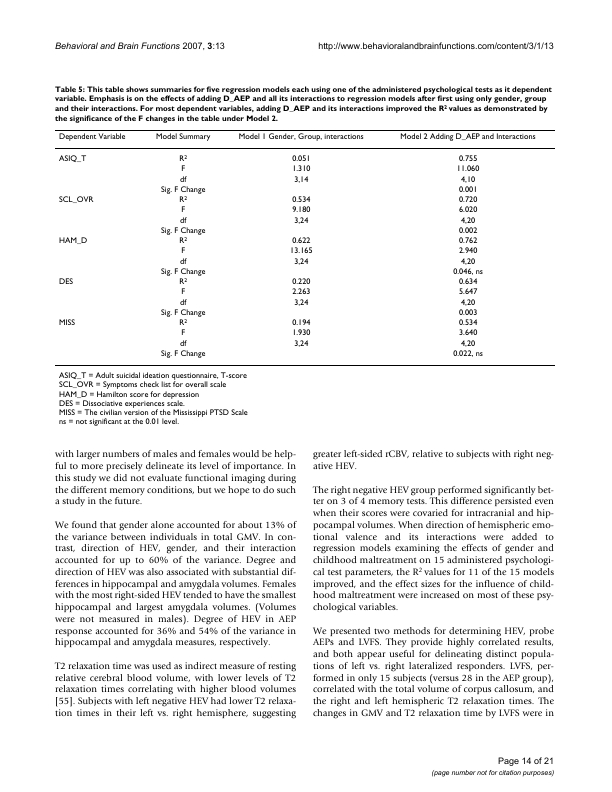 Behavioral and Brain Functions 2007, 3:13
http://www.behavioralandbrainfunctions.com/content/3/1/13
Table 5: This table shows summaries for five regression models each using one of the administered psychological tests as it dependent
variable. Emphasis is on the effects of adding D_AEP and all its interactions to regression models after first using only gender, group
and their interactions. For most dependent variables, adding D_AEP and its interactions improved the R² values as demonstrated by
the significance of the F changes in the table under Model 2.
Dependent Variable Model Summary Model 1 Gender, Group, interactions Model 2 Adding D_AEP and Interactions
ASIQ_T R² 0.051 0.755
F 1.310 11.060
df 3,14 4,10
Sig. F Change 0.001
SCL_OVR R² 0.534 0.720
F 9.180 6.020
df 3,24 4,20
Sig. F Change 0.002
HAM_D R² 0.622 0.762
F 13.165 2.940
df 3,24 4,20
Sig. F Change 0.046, ns
DES R² 0.220 0.634
F 2.263 5.647
df 3,24 4,20
Sig. F Change 0.003
MISS R² 0.194 0.534
F 1.930 3.640
df 3,24 4,20
Sig. F Change 0.022, ns
ASIQ_T = Adult suicidal ideation questionnaire, T-score
SCL_OVR = Symptoms check list for overall scale
HAM_D = Hamilton score for depression
DES = Dissociative experiences scale.
MISS = The civilian version of the Mississippi PTSD Scale
ns = not significant at the 0.01 level.
with larger numbers of males and females would be help-
ful to more precisely delineate its level of importance. In
this study we did not evaluate functional imaging during
the different memory conditions, but we hope to do such
a study in the future.
We found that gender alone accounted for about 13% of
the variance between individuals in total GMV. In con-
trast, direction of HEV, gender, and their interaction
accounted for up to 60% of the variance. Degree and
direction of HEV was also associated with substantial dif-
ferences in hippocampal and amygdala volumes. Females
with the most right-sided HEV tended to have the smallest
hippocampal and largest amygdala volumes. (Volumes
were not measured in males). Degree of HEV in AEP
response accounted for 36% and 54% of the variance in
hippocampal and amygdala measures, respectively.
T2 relaxation time was used as indirect measure of resting
relative cerebral blood volume, with lower levels of T2
relaxation times correlating with higher blood volumes
[55]. Subjects with left negative HEV had lower T2 relaxa-
tion times in their left vs. right hemisphere, suggesting
greater left-sided rCBV, relative to subjects with right neg-
ative HEV.
The right negative HEV group performed significantly bet-
ter on 3 of 4 memory tests. This difference persisted even
when their scores were covaried for intracranial and hip-
pocampal volumes. When direction of hemispheric emo-
tional valence and its interactions were added to
regression models examining the effects of gender and
childhood maltreatment on 15 administered psychologi-
cal test parameters, the R² values for 11 of the 15 models
improved, and the effect sizes for the influence of child-
hood maltreatment were increased on most of these psy-
chological variables.
We presented two methods for determining HEV, probe
AEPs and LVFS. They provide highly correlated results,
and both appear useful for delineating distinct popula-
tions of left vs. right lateralized responders. LVFS, per-
formed in only 15 subjects (versus 28 in the AEP group),
correlated with the total volume of corpus callosum, and
the right and left hemispheric T2 relaxation times. The
changes in GMV and T2 relaxation time by LVFS were in
Page 14 of 21
(page number not for citation purposes)